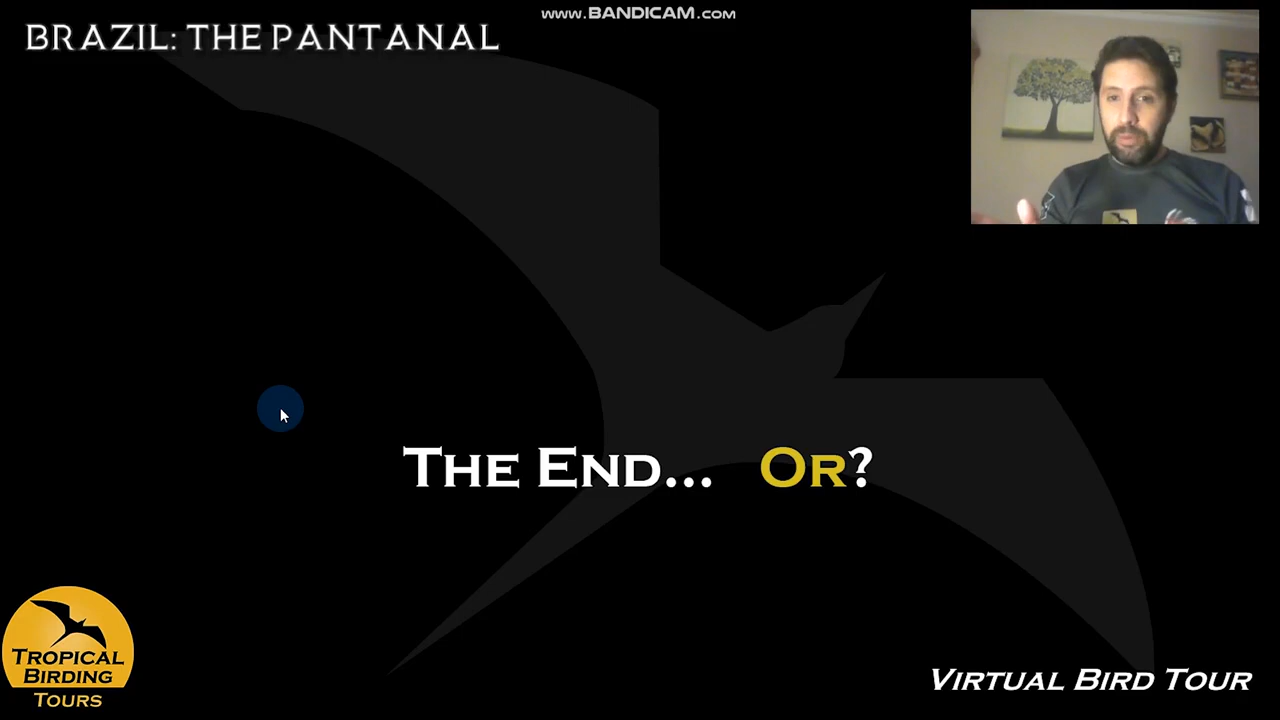 www.BANDICAM.com
BRAZIL: THE PANTANAL
THE END... OR?
TROPICAL
BIRDING
TOURS
VIRTUAL BIRD TOUR